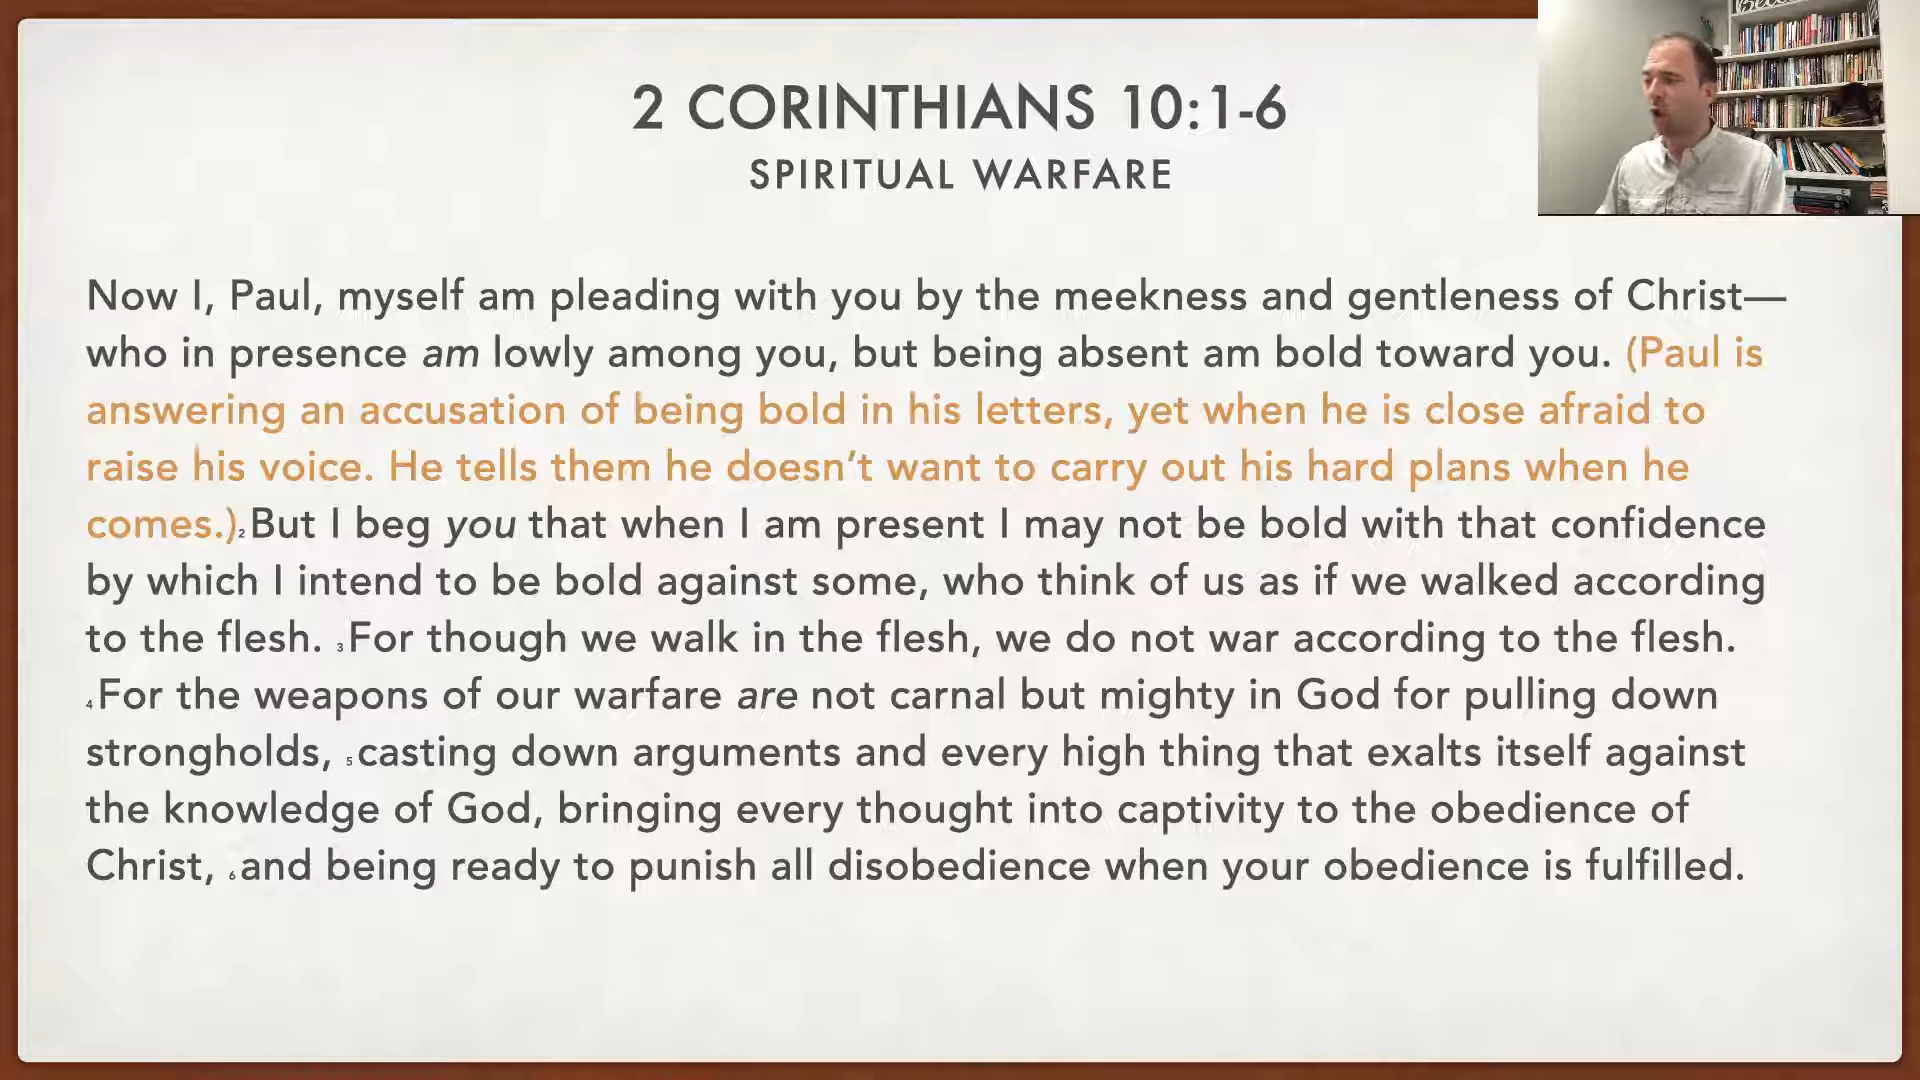 2 CORINTHIANS 10:1-6
SPIRITUAL WARFARE
Now I, Paul, myself am pleading with you by the meekness and gentleness of Christ—
who in presence am lowly among you, but being absent am bold toward you. (Paul is
answering an accusation of being bold in his letters, yet when he is close afraid to
raise his voice. He tells them he doesn’t want to carry out his hard plans when he
comes.)2But I beg you that when I am present I may not be bold with that confidence
by which I intend to be bold against some, who think of us as if we walked according
to the flesh. 3For though we walk in the flesh, we do not war according to the flesh.
4For the weapons of our warfare are not carnal but mighty in God for pulling down
strongholds, 5casting down arguments and every high thing that exalts itself against
the knowledge of God, bringing every thought into captivity to the obedience of
Christ, 6and being ready to punish all disobedience when your obedience is fulfilled.